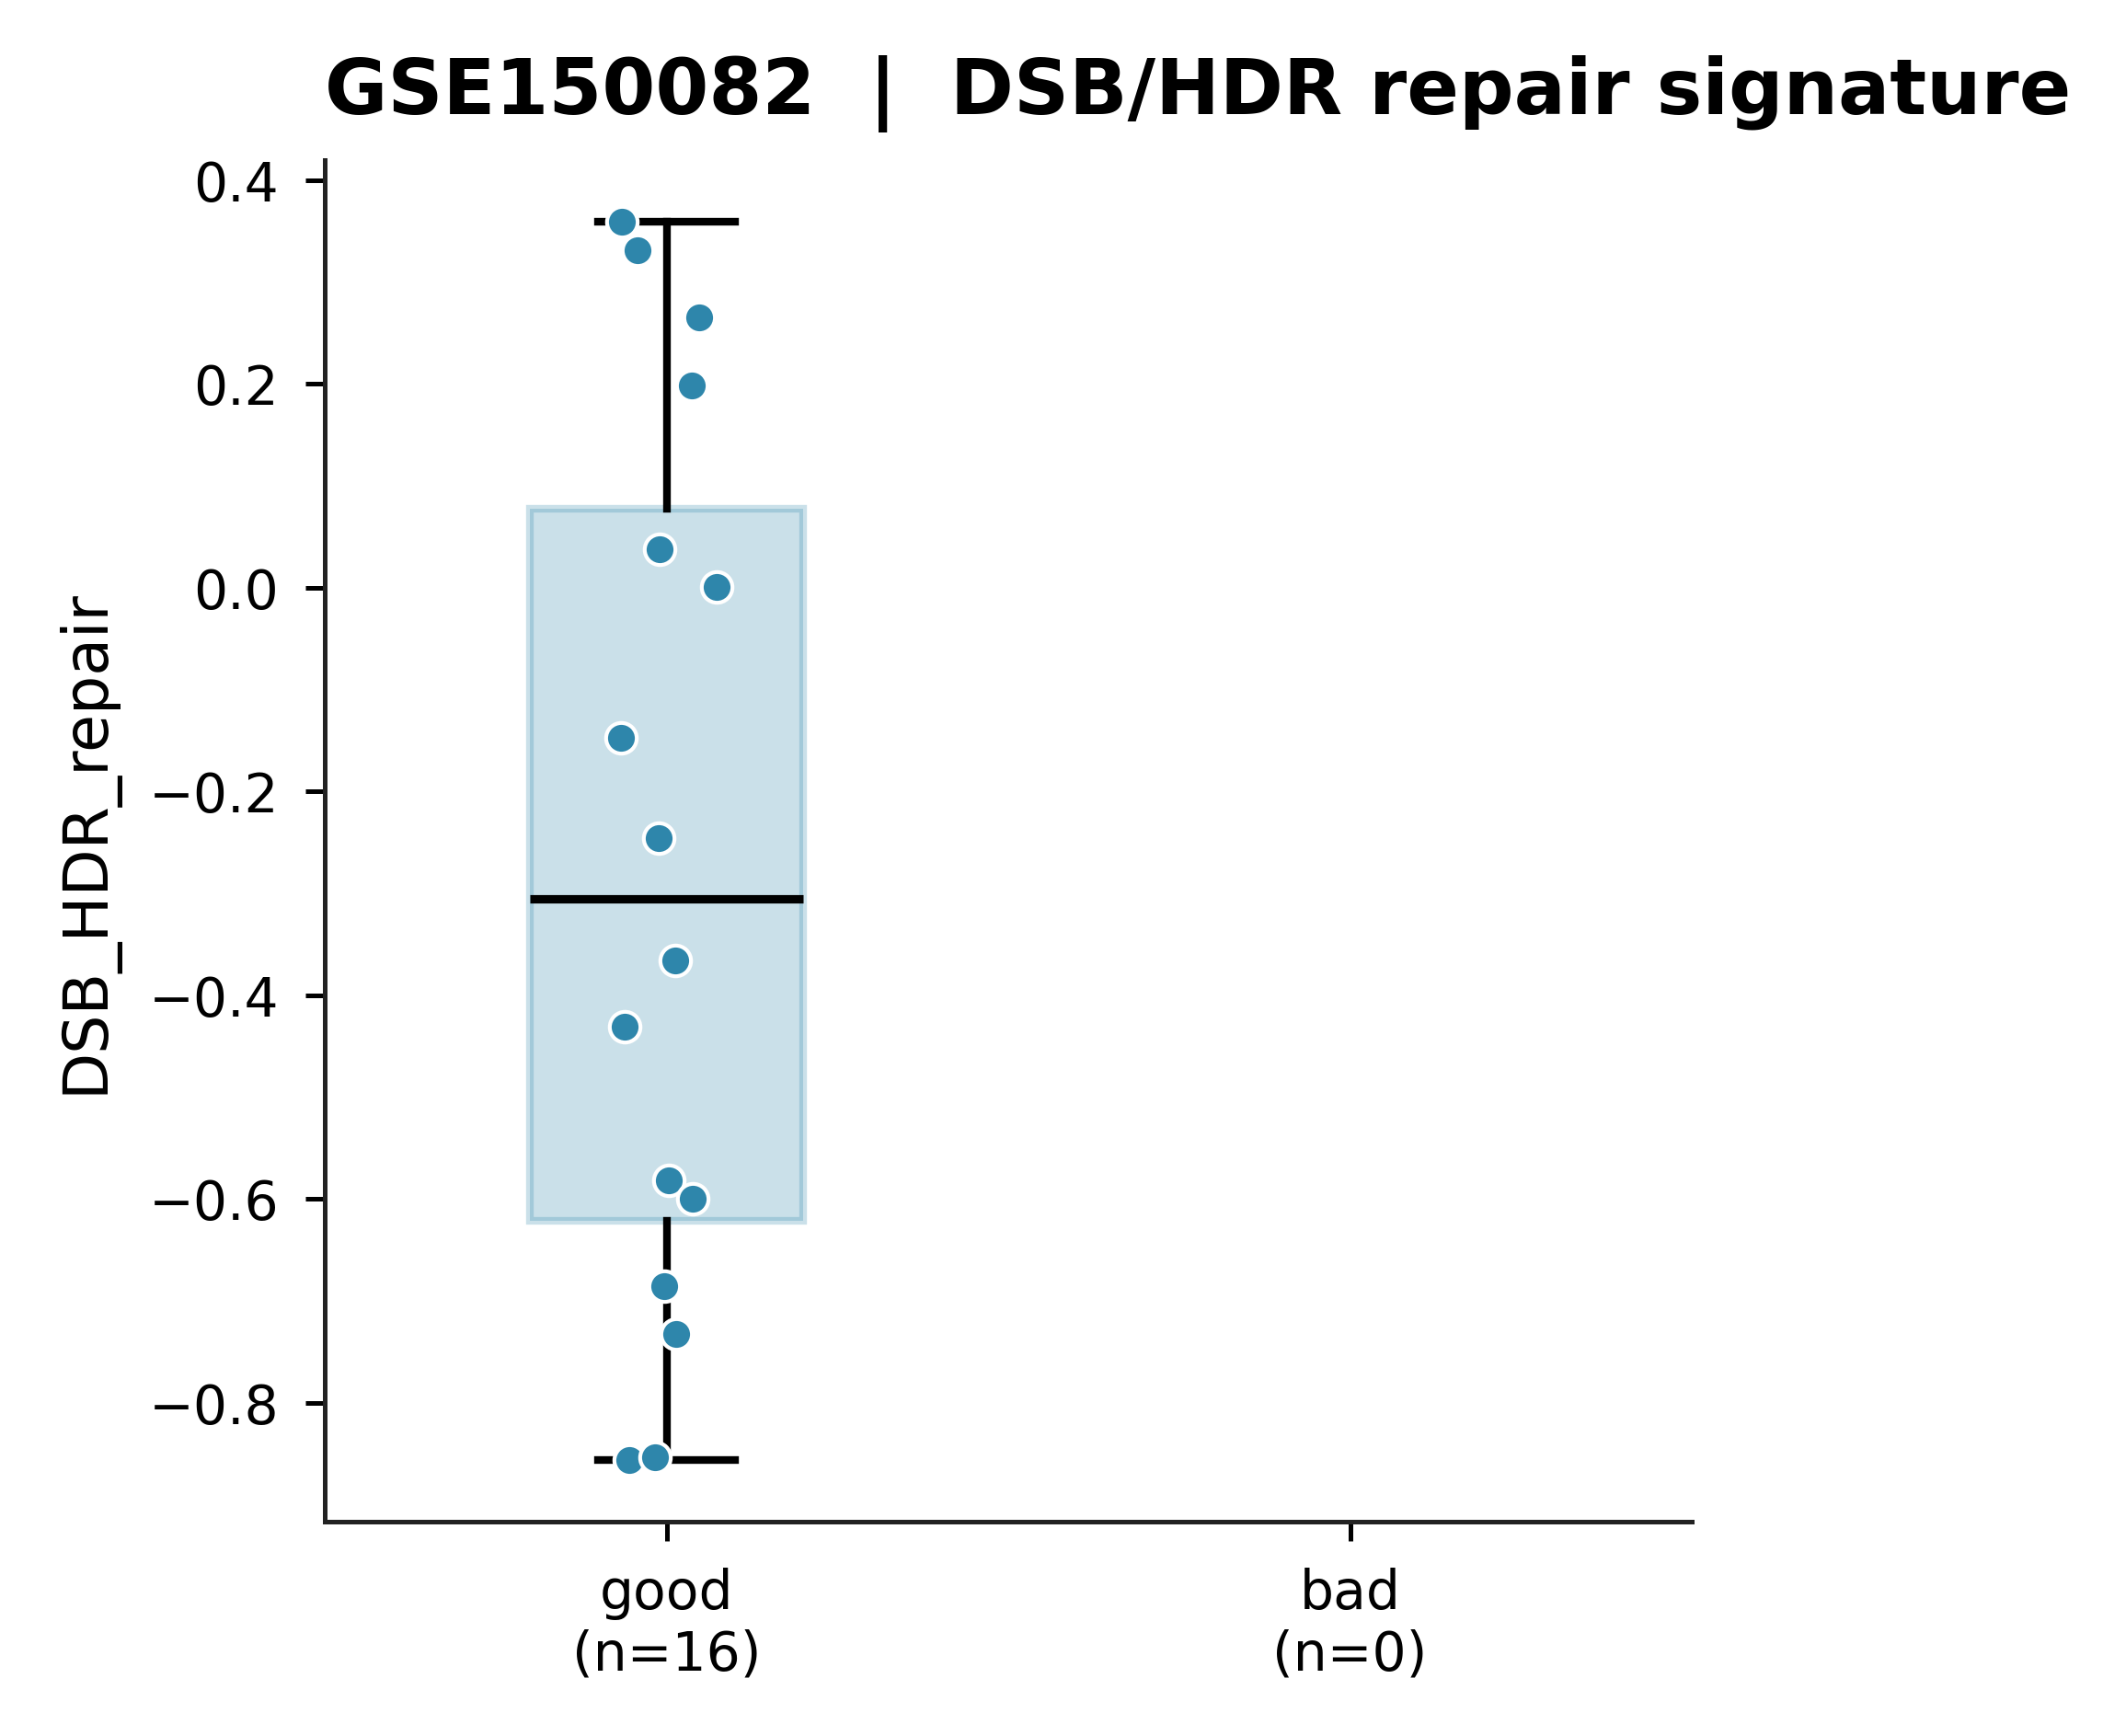 GSE150082 | DSB/HDR repair signature
DSB_HDR_repair
0.4
0.2
0.0
−0.2
−0.4
−0.6
−0.8
good
(n=16)
bad
(n=0)